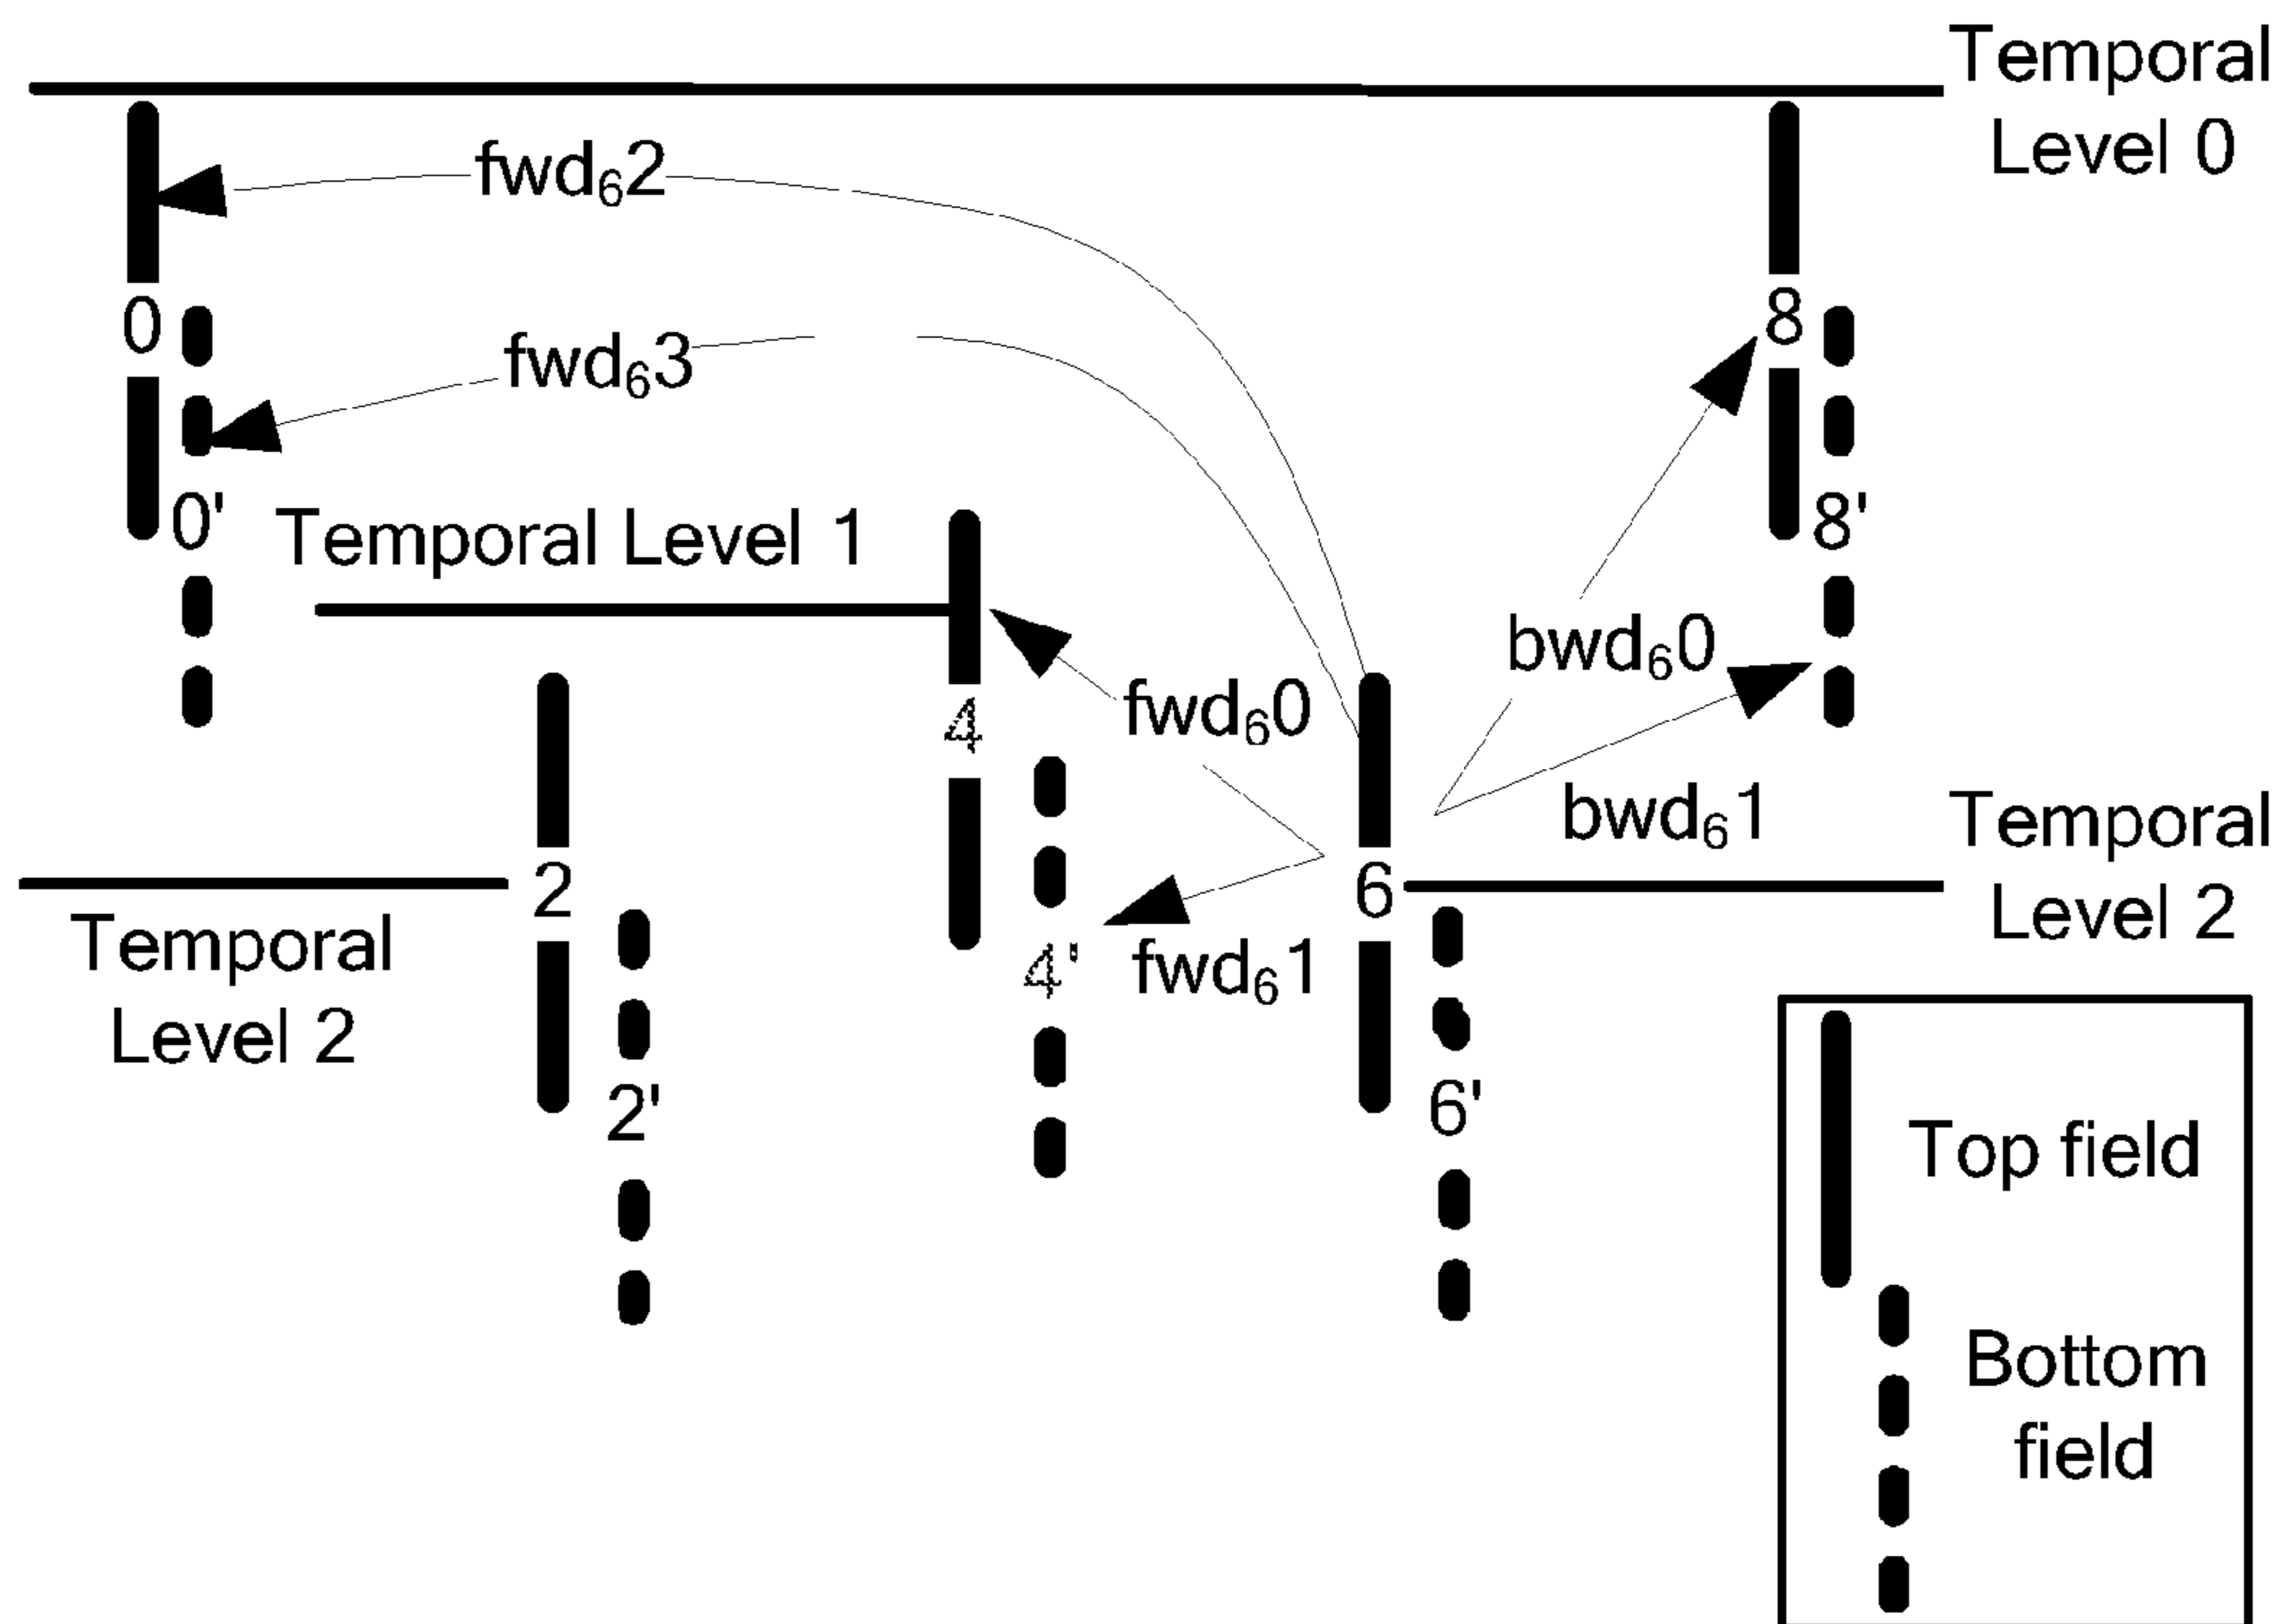 Temporal
Level 0
fwd₆2
0
8
fwd₆3
0'
Temporal Level 1
8'
bwd₆0
4
fwd₆0
bwd₆1
Temporal
Level 2
2
6
Temporal
Level 2
4'
fwd₆1
2'
6'
Top field
Bottom
field